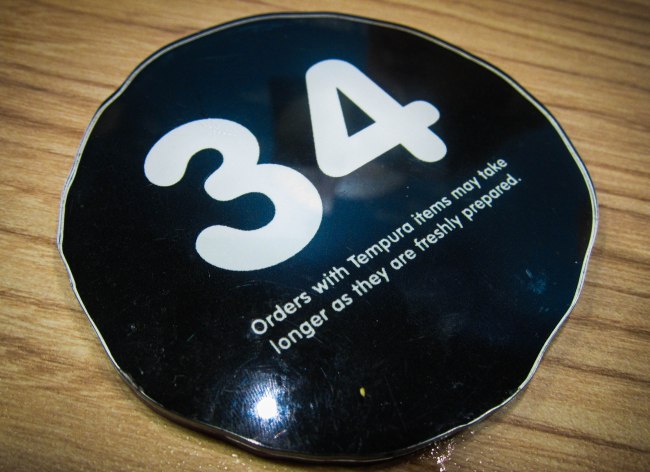 34
Orders with Tempura items may take
longer as they are freshly prepared.